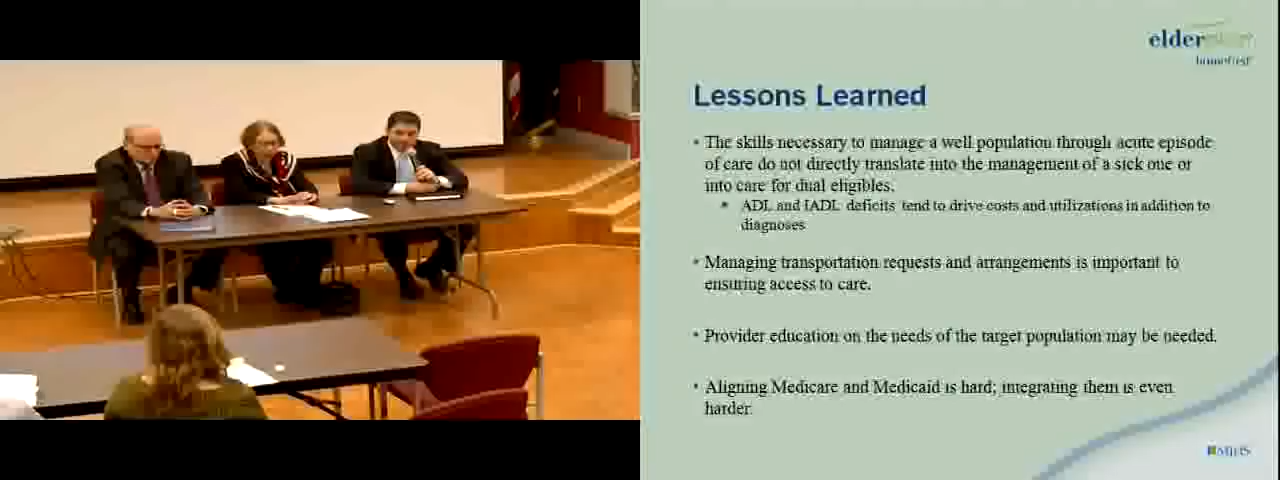 elder
homefirst
Lessons Learned
• The skills necessary to manage a well population through acute episode
of care do not directly translate into the management of a sick one or
into care for dual eligibles.
• ADL and IADL deficits tend to drive costs and utilizations in addition to
diagnoses
• Managing transportation requests and arrangements is important to
ensuring access to care.
• Provider education on the needs of the target population may be needed.
• Aligning Medicare and Medicaid is hard; integrating them is even
harder.
MJHS